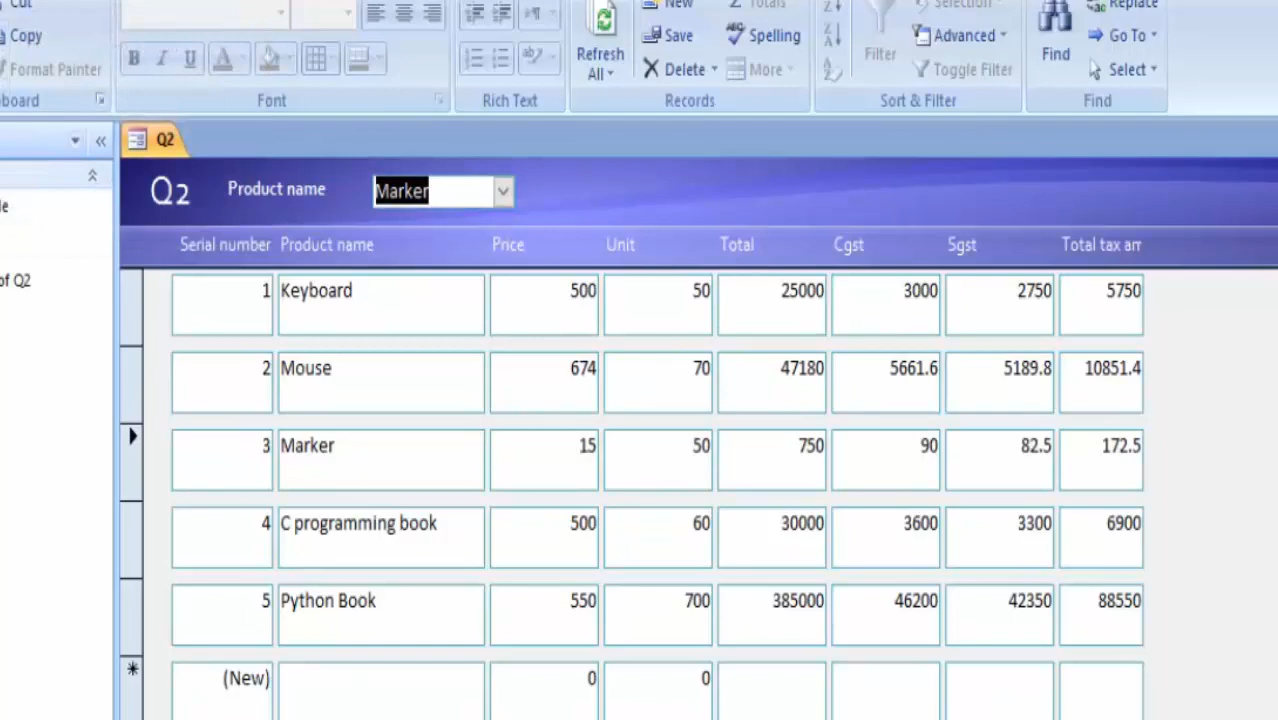 Cut
New
Totals
Selection
Replace
Copy
Save
Spelling
Advanced
Go To
Refresh
All
Filter
Find
Format Painter
B I U A
ab
Delete
More
Toggle Filter
Select
board
Font
Rich Text
Records
Sort & Filter
Find
Q2
Q2 Product name Marker
Serial number Product name Price Unit Total Cgst Sgst Total tax am
of Q2
1 Keyboard 500 50 25000 3000 2750 5750
2 Mouse 674 70 47180 5661.6 5189.8 10851.4
3 Marker 15 50 750 90 82.5 172.5
4 C programming book 500 60 30000 3600 3300 6900
5 Python Book 550 700 385000 46200 42350 88550
(New) 0 0